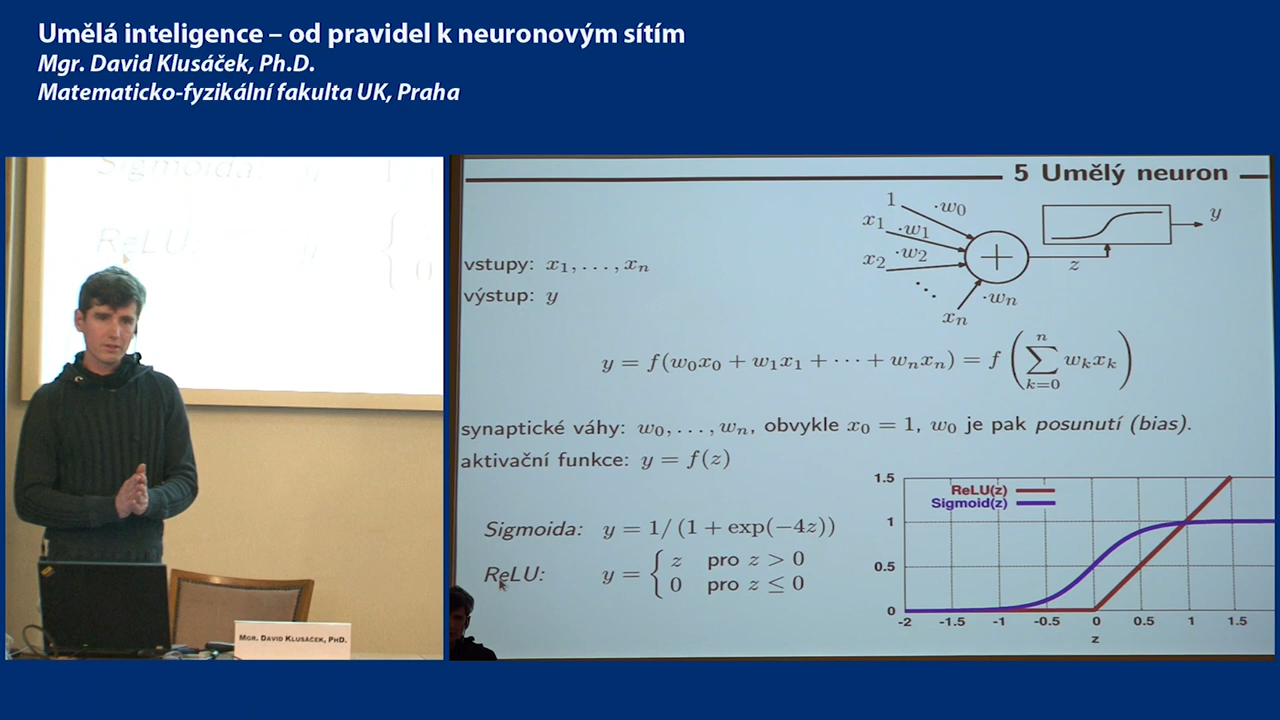 Umělá inteligence – od pravidel k neuronovým sítím
Mgr. David Klusáček, Ph.D.
Matematicko-fyzikální fakulta UK, Praha
Sigmoida: y 1
ReLU: y
0
MGR. DAVID KLUSÁČEK, PHD.
5 Umělý neuron
1 ·w₀
x₁ ·w₁
x₂ ·w₂
⋱
xₙ ·wₙ
+
z
y
vstupy: x₁, . . . , xₙ
výstup: y
y = f(w₀x₀ + w₁x₁ + ··· + wₙxₙ) = f ( ∑ₖ₌₀ⁿ wₖxₖ )
synaptické váhy: w₀, . . . , wₙ, obvykle x₀ = 1, w₀ je pak posunutí (bias).
aktivační funkce: y = f(z)
Sigmoida: y = 1/ (1 + exp(−4z))
ReLU: y = { z pro z > 0
0 pro z ≤ 0
ReLU(z)
Sigmoid(z)
1.5
1
0.5
0
-2 -1.5 -1 -0.5 0 0.5 1 1.5
z